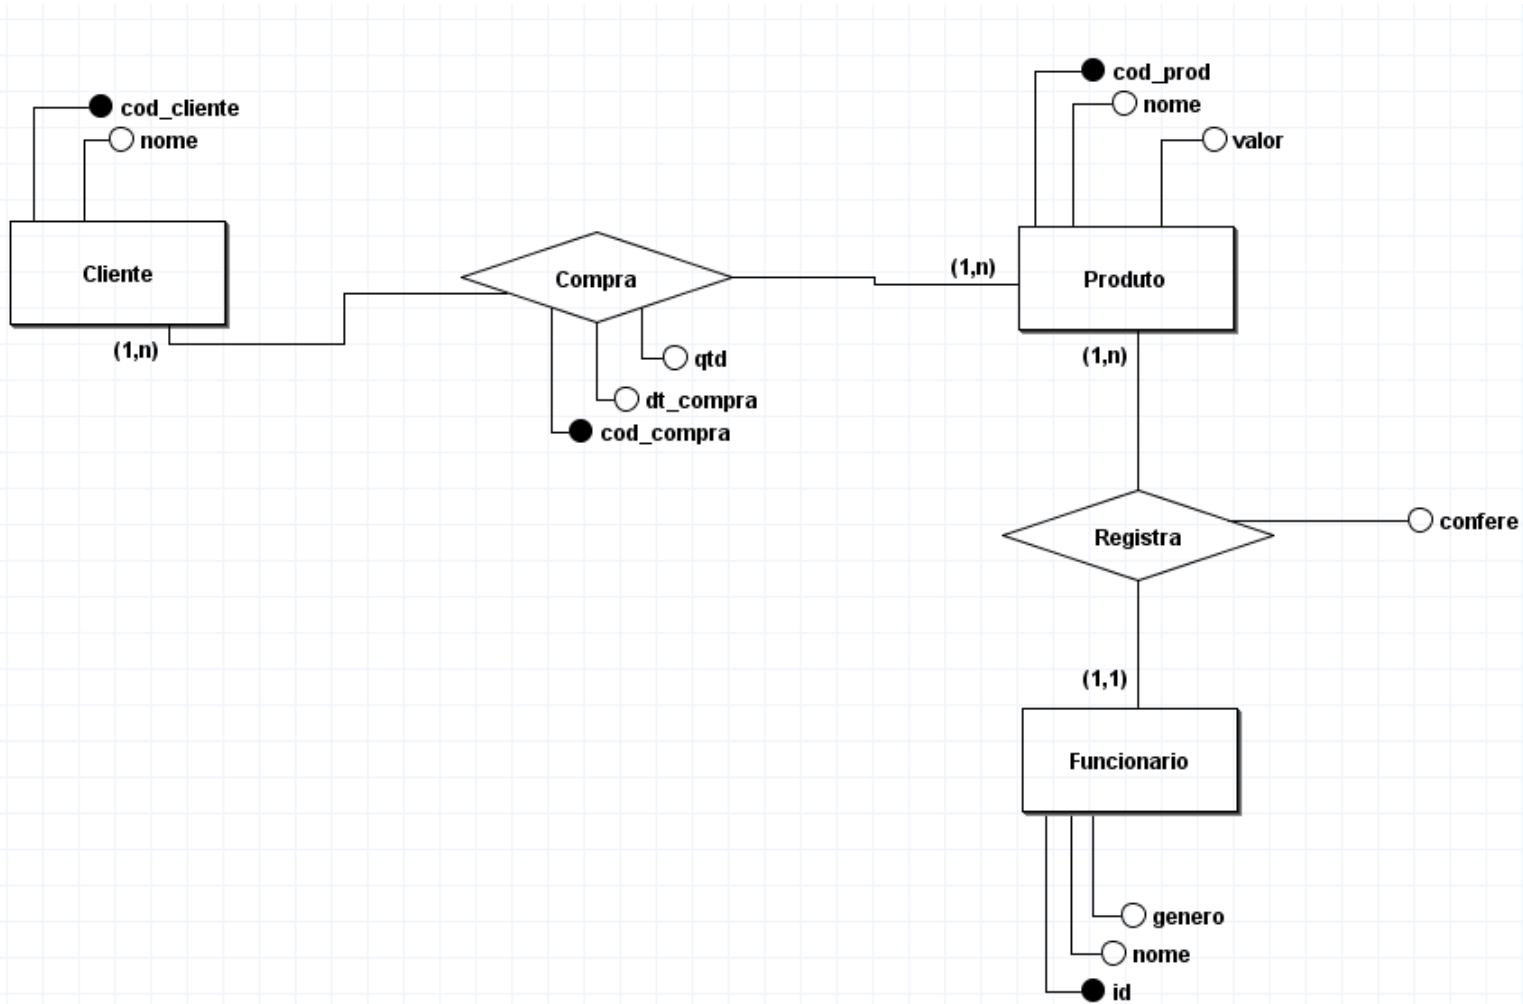 cod_prod
nome
valor
cod_cliente
nome
Cliente
(1,n)
Compra
(1,n)
Produto
(1,n)
qtd
dt_compra
cod_compra
Registra
confere
(1,1)
Funcionario
genero
nome
id